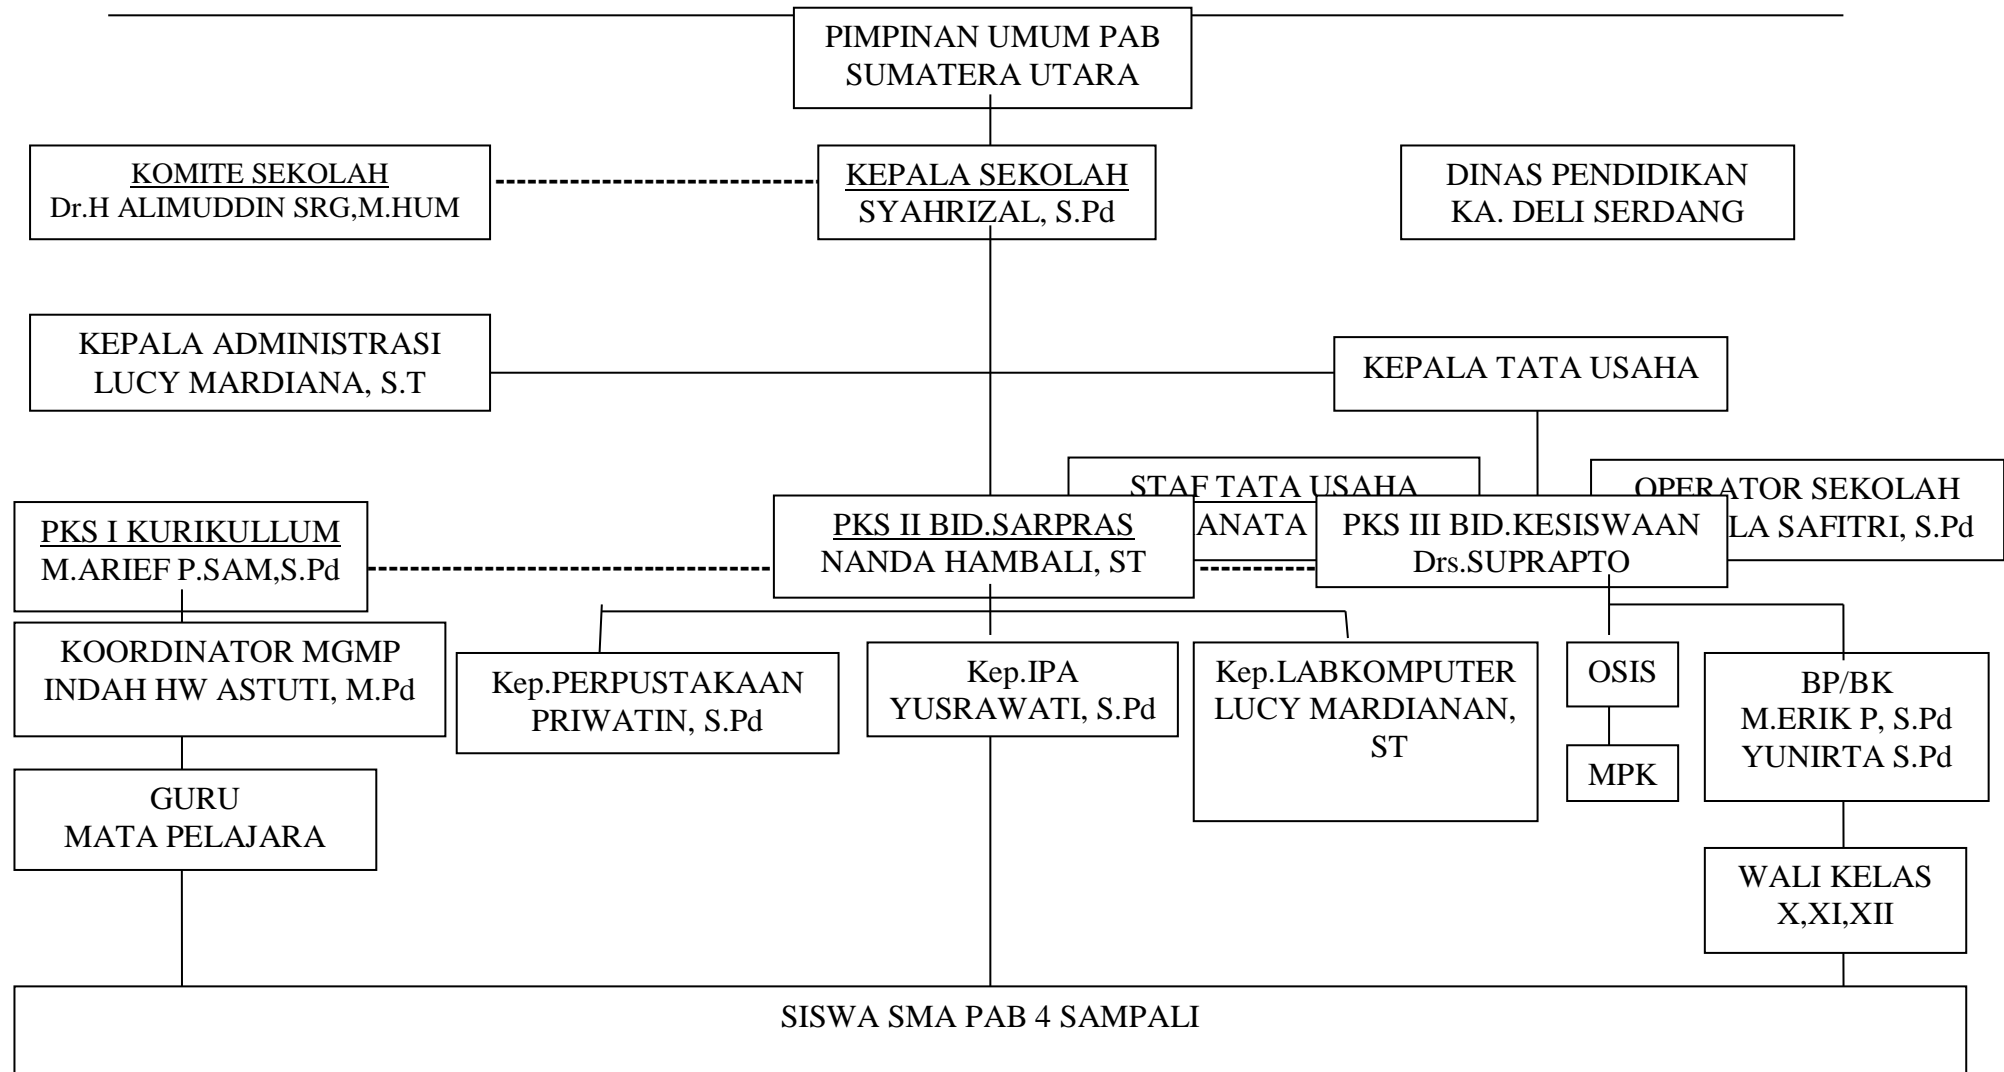 PIMPINAN UMUM PAB
SUMATERA UTARA
KOMITE SEKOLAH
Dr.H ALIMUDDIN SRG,M.HUM
KEPALA SEKOLAH
SYAHRIZAL, S.Pd
DINAS PENDIDIKAN
KA. DELI SERDANG
KEPALA ADMINISTRASI
LUCY MARDIANA, S.T
KEPALA TATA USAHA
STAF TATA USAHA
OPERATOR SEKOLAH
SAFITRI, S.Pd
PKS I KURIKULLUM
M.ARIEF P.SAM,S.Pd
PKS II BID.SARPRAS
NANDA HAMBALI, ST
PKS III BID.KESISWAAN
Drs.SUPRAPTO
KOORDINATOR MGMP
INDAH HW ASTUTI, M.Pd
Kep.PERPUSTAKAAN
PRIWATIN, S.Pd
Kep.IPA
YUSRAWATI, S.Pd
Kep.LABKOMPUTER
LUCY MARDIANAN,
ST
OSIS
MPK
BP/BK
M.ERIK P, S.Pd
YUNIRTA S.Pd
GURU
MATA PELAJARA
WALI KELAS
X,XI,XII
SISWA SMA PAB 4 SAMPALI